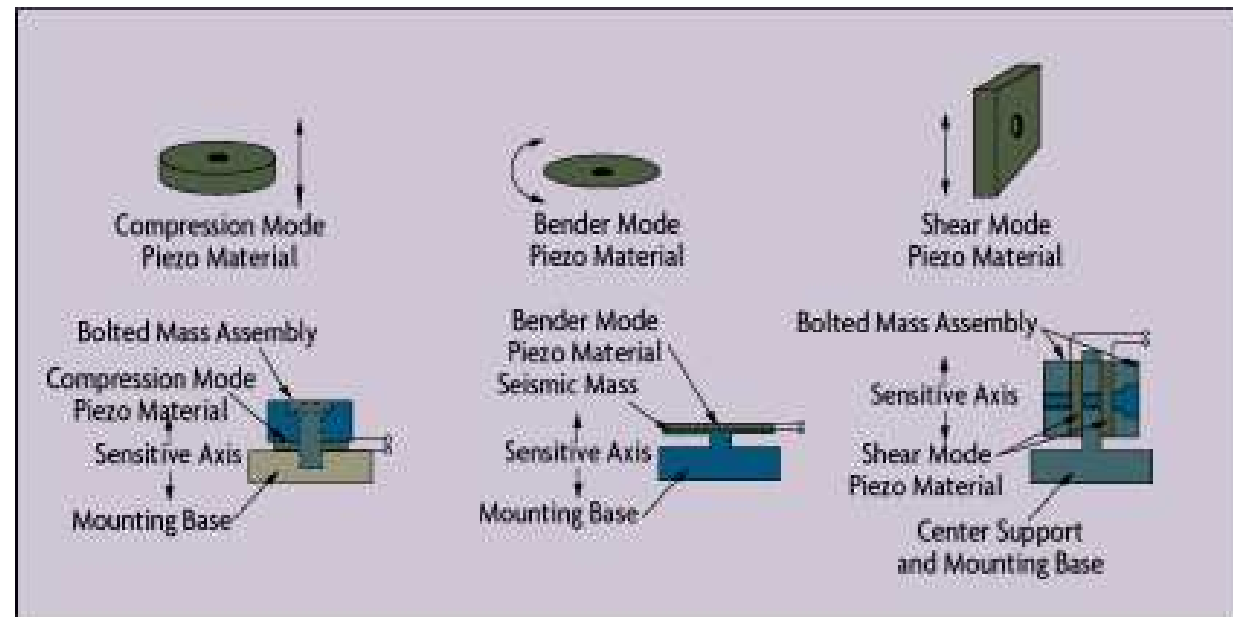 Compression Mode
Piezo Material
Bender Mode
Piezo Material
Shear Mode
Piezo Material
Bolted Mass Assembly
Compression Mode
Piezo Material
Sensitive Axis
Mounting Base
Bender Mode
Piezo Material
Seismic Mass
Sensitive Axis
Mounting Base
Bolted Mass Assembly
Sensitive Axis
Shear Mode
Piezo Material
Center Support
and Mounting Base